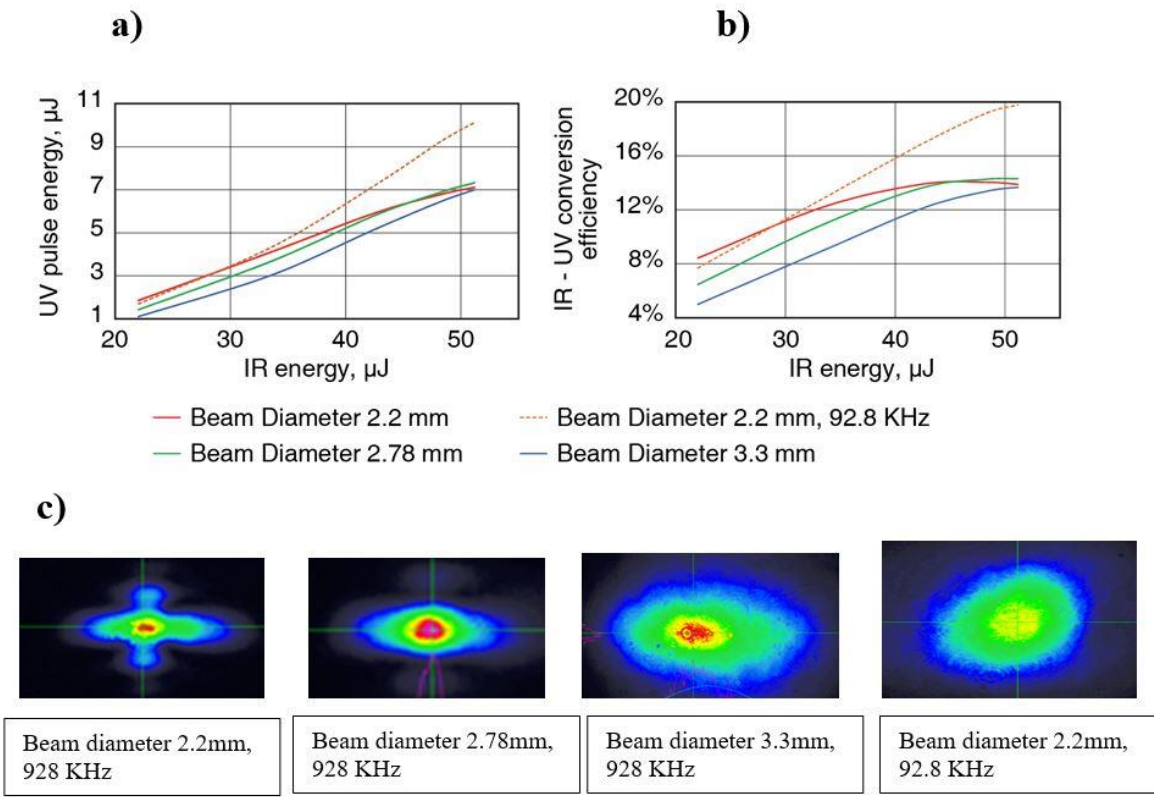 a)
b)
11
9
7
5
3
1
UV pulse energy, µJ
20 30 40 50
IR energy, µJ
20%
16%
12%
8%
4%
IR - UV conversion
efficiency
20 30 40 50
IR energy, µJ
Beam Diameter 2.2 mm
Beam Diameter 2.2 mm, 92.8 KHz
Beam Diameter 2.78 mm
Beam Diameter 3.3 mm
c)
Beam diameter 2.2mm,
928 KHz
Beam diameter 2.78mm,
928 KHz
Beam diameter 3.3mm,
928 KHz
Beam diameter 2.2mm,
92.8 KHz